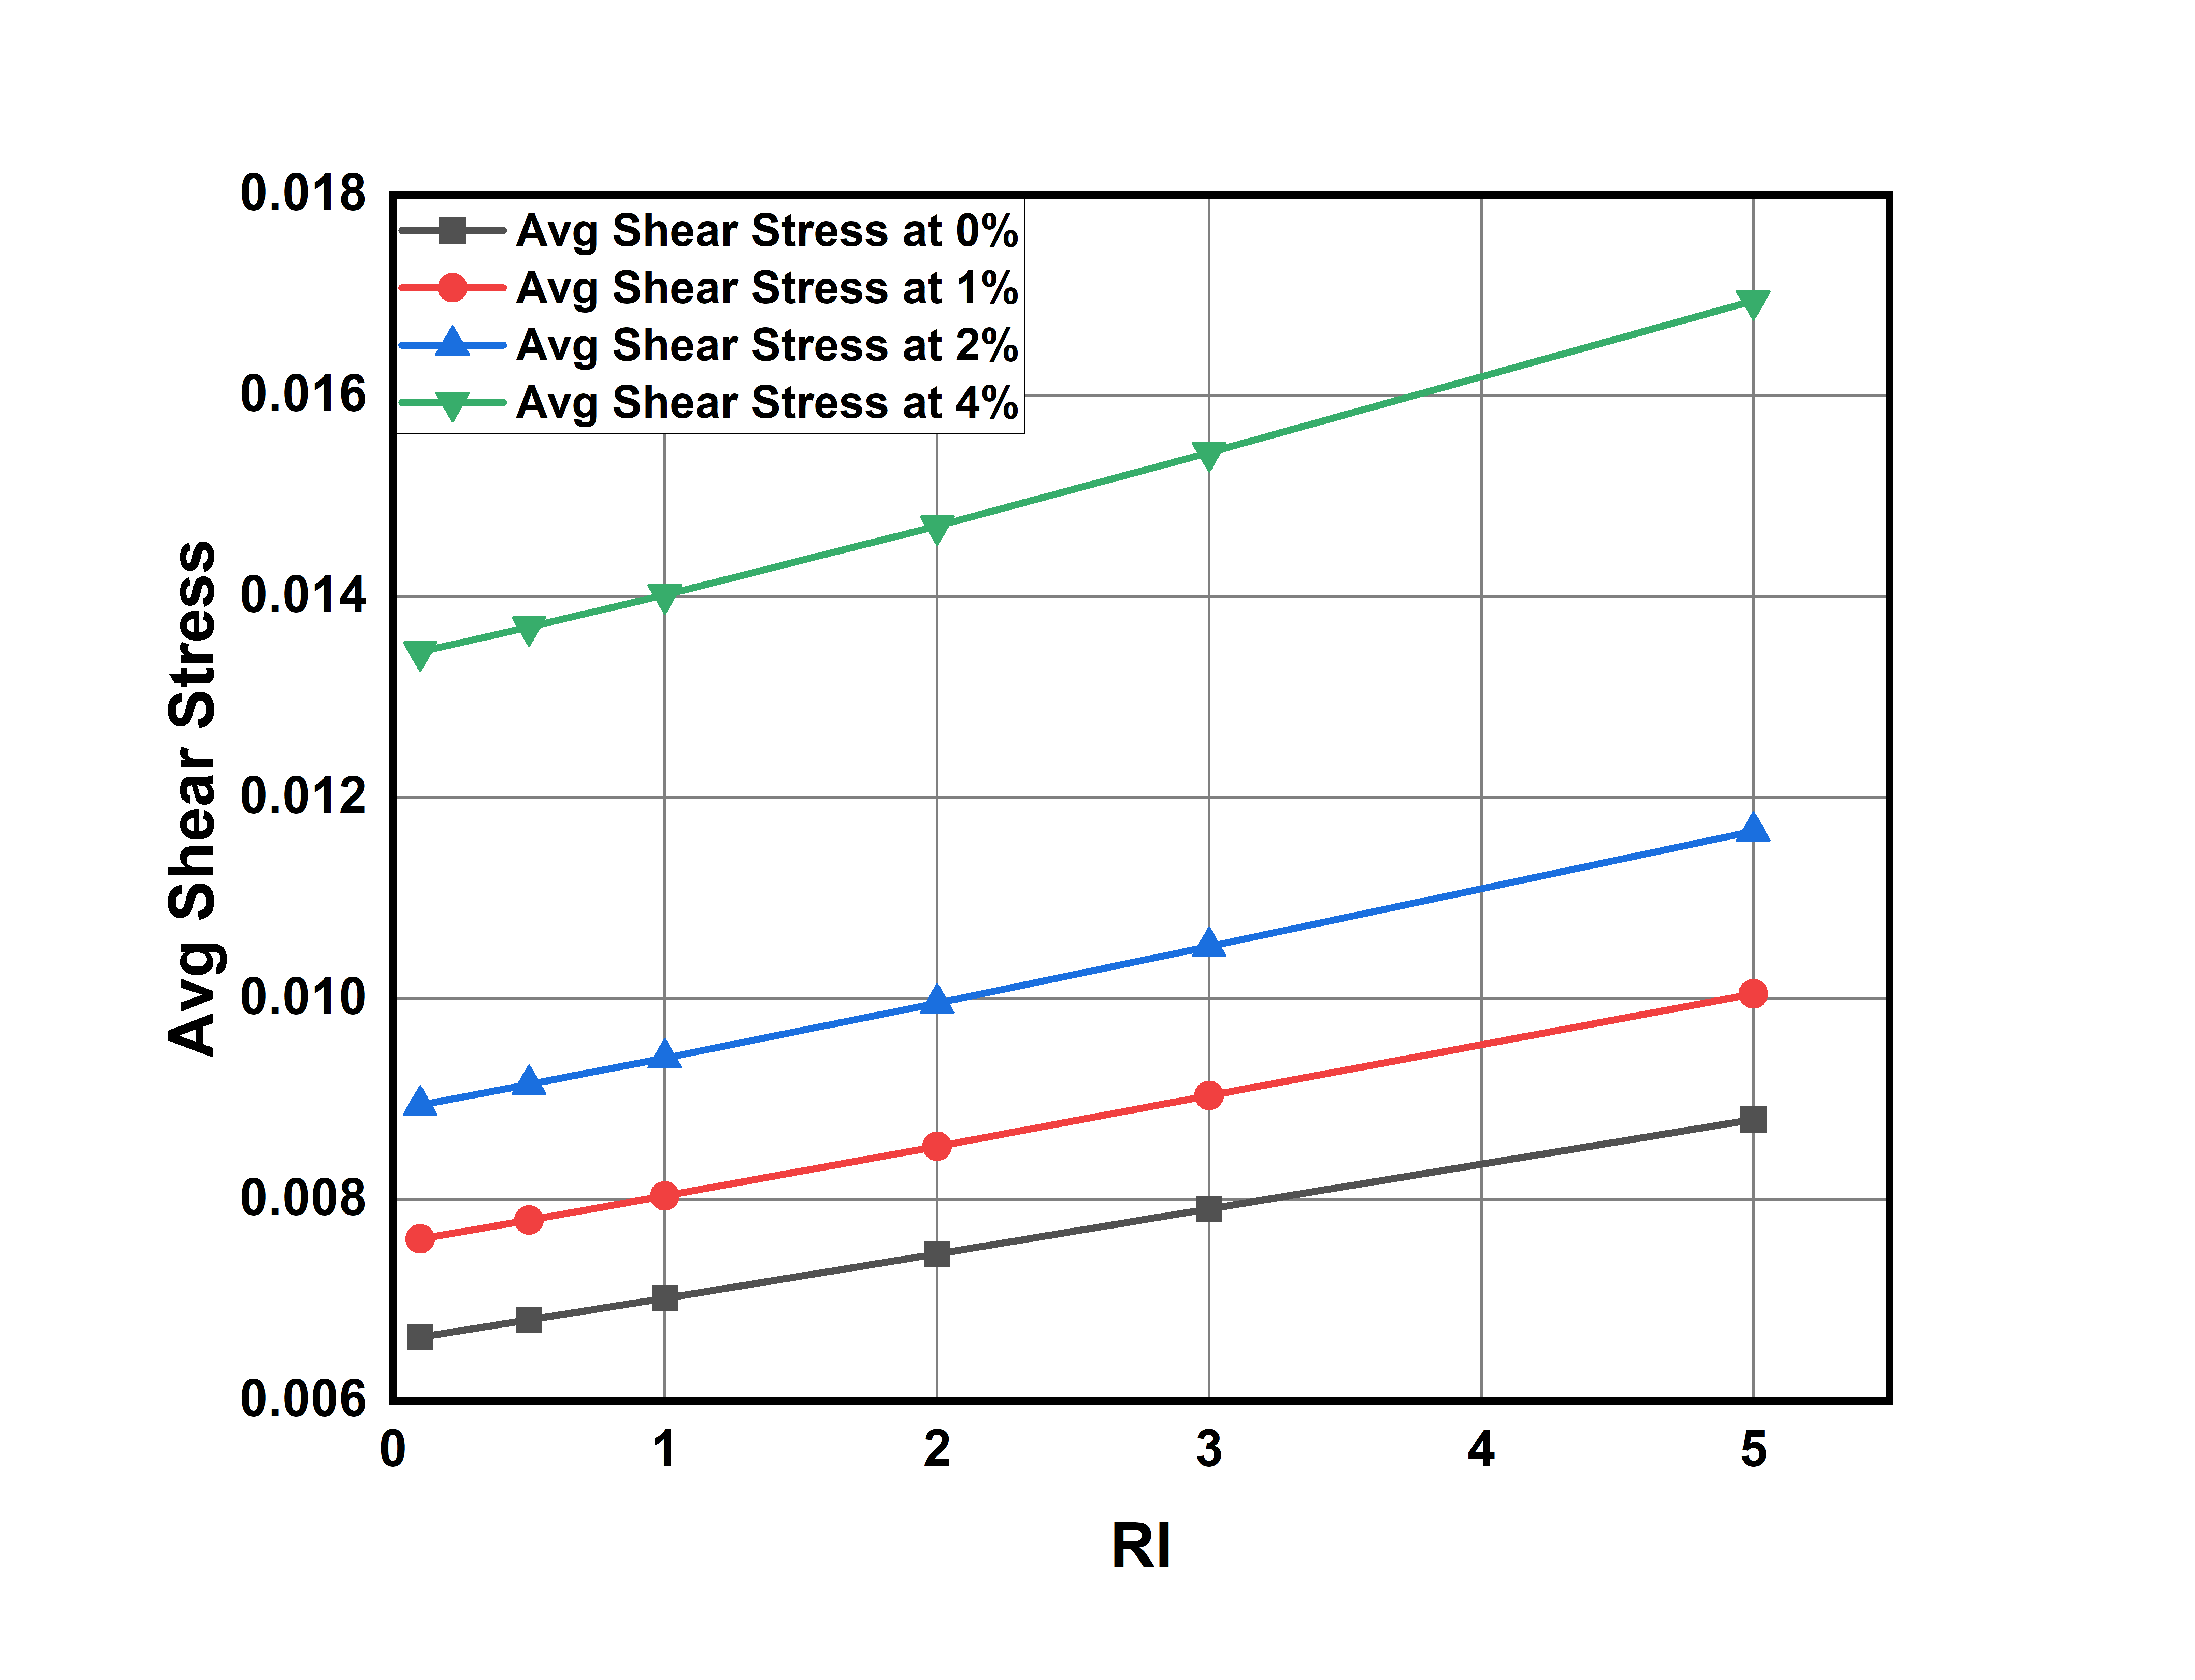 Avg Shear Stress at 0%
Avg Shear Stress at 1%
Avg Shear Stress at 2%
Avg Shear Stress at 4%
0.018
0.016
0.014
0.012
0.010
0.008
0.006
Avg Shear Stress
0 1 2 3 4 5
RI